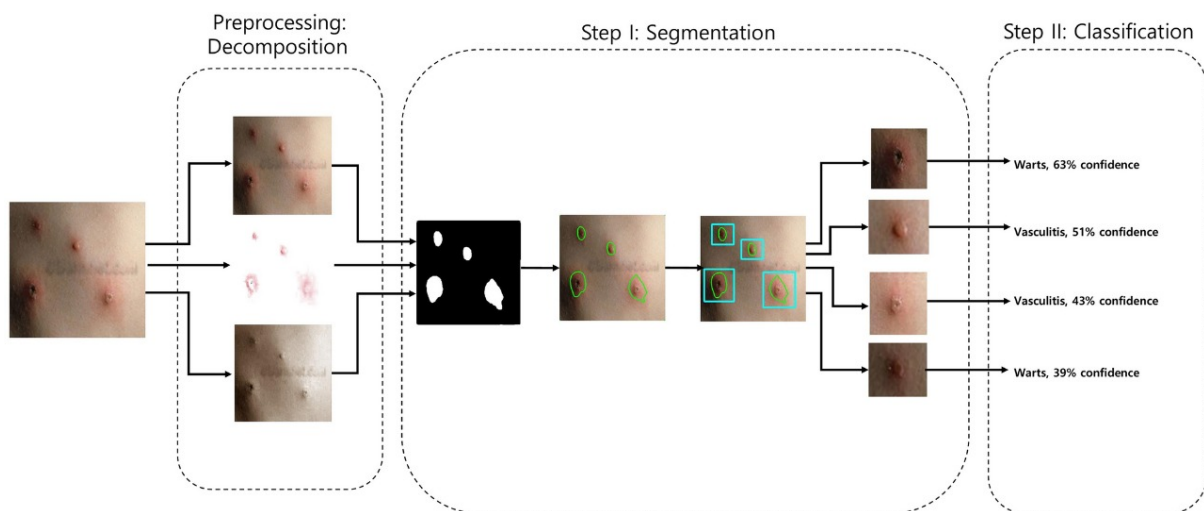 Preprocessing:
Decomposition
Step I: Segmentation
Step II: Classification
Warts, 63% confidence
Vasculitis, 51% confidence
Vasculitis, 43% confidence
Warts, 39% confidence